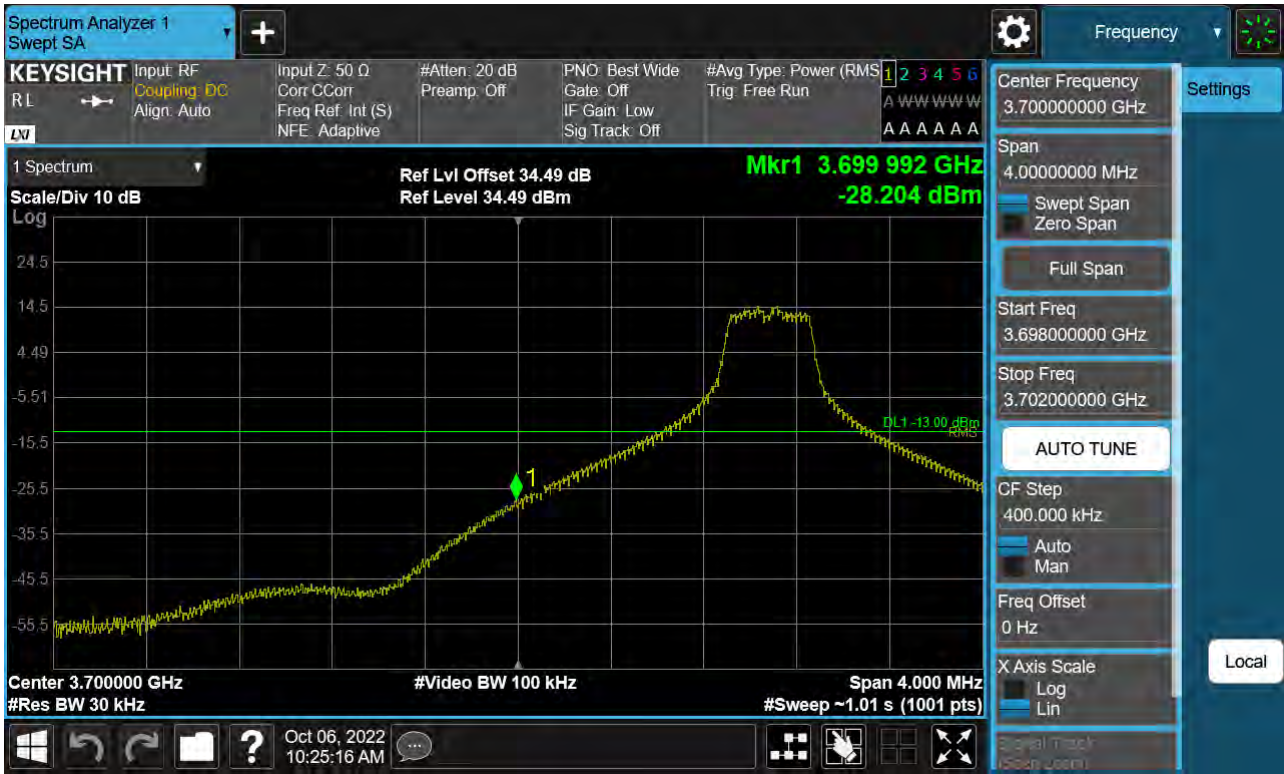 Spectrum Analyzer 1
Swept SA
Frequency
KEYSIGHT
RL
LXI
Input: RF
Coupling: DC
Align: Auto
Input Z: 50 Ω
Corr CCorr
Freq Ref: Int (S)
NFE: Adaptive
#Atten: 20 dB
Preamp: Off
PNO: Best Wide
Gate: Off
IF Gain: Low
Sig Track: Off
#Avg Type: Power (RMS
Trig: Free Run
1 2 3 4 5 6
A W W W W W
A A A A A A
1 Spectrum
Scale/Div 10 dB
Log
Ref Lvl Offset 34.49 dB
Ref Level 34.49 dBm
Mkr1 3.699 992 GHz
-28.204 dBm
24.5
14.5
4.49
-5.51
-15.5
-25.5
-35.5
-45.5
-55.5
1
DL1 -13.00 dBm
RMS
Center 3.700000 GHz
#Res BW 30 kHz
#Video BW 100 kHz
Span 4.000 MHz
#Sweep ~1.01 s (1001 pts)
Center Frequency
3.700000000 GHz
Span
4.00000000 MHz
Swept Span
Zero Span
Full Span
Start Freq
3.698000000 GHz
Stop Freq
3.702000000 GHz
AUTO TUNE
CF Step
400.000 kHz
Auto
Man
Freq Offset
0 Hz
X Axis Scale
Log
Lin
Signal Track
(Span Zoom)
Settings
Local
?
Oct 06, 2022
10:25:16 AM